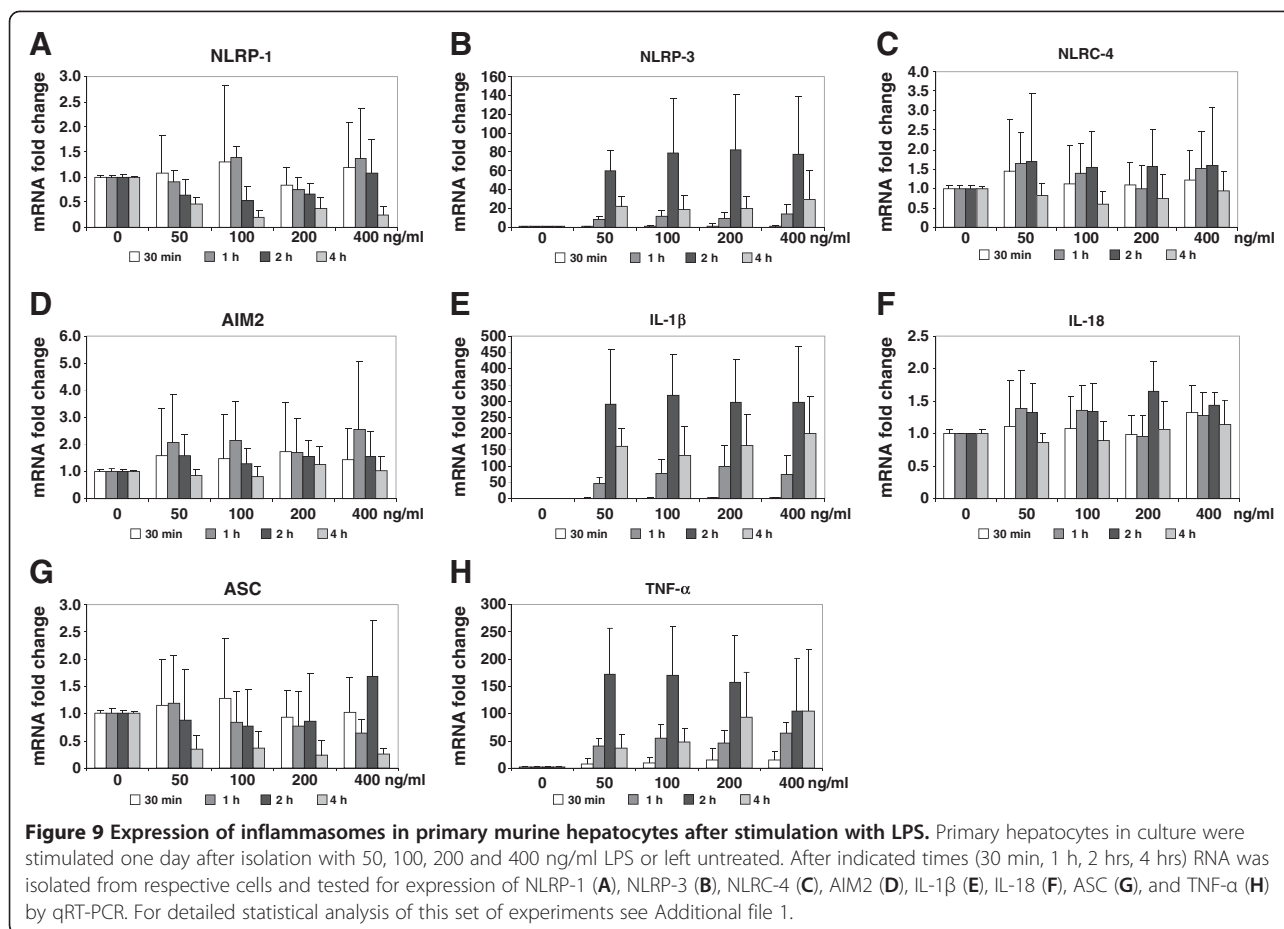 A
NLRP-1
mRNA fold change
3.0
2.5
2.0
1.5
1.0
0.5
0
0 50 100 200 400 ng/ml
30 min 1 h 2 h 4 h
B
NLRP-3
mRNA fold change
160
140
120
100
80
60
40
20
0
0 50 100 200 400 ng/ml
30 min 1 h 2 h 4 h
C
NLRC-4
mRNA fold change
4.0
3.5
3.0
2.5
2.0
1.5
1.0
0.5
0
0 50 100 200 400 ng/ml
30 min 1 h 2 h 4 h
D
AIM2
mRNA fold change
6.0
5.0
4.0
3.0
2.0
1.0
0
0 50 100 200 400 ng/ml
30 min 1 h 2 h 4 h
E
IL-1β
mRNA fold change
500
450
400
350
300
250
200
150
100
50
0
0 50 100 200 400 ng/ml
30 min 1 h 2 h 4 h
F
IL-18
mRNA fold change
2.5
2.0
1.5
1.0
0.5
0
0 50 100 200 400 ng/ml
30 min 1 h 2 h 4 h
G
ASC
mRNA fold change
3.0
2.5
2.0
1.5
1.0
0.5
0
0 50 100 200 400 ng/ml
30 min 1 h 2 h 4 h
H
TNF-α
mRNA fold change
300
250
200
150
100
50
0
0 50 100 200 400 ng/ml
30 min 1 h 2 h 4 h
Figure 9 Expression of inflammasomes in primary murine hepatocytes after stimulation with LPS. Primary hepatocytes in culture were
stimulated one day after isolation with 50, 100, 200 and 400 ng/ml LPS or left untreated. After indicated times (30 min, 1 h, 2 hrs, 4 hrs) RNA was
isolated from respective cells and tested for expression of NLRP-1 (A), NLRP-3 (B), NLRC-4 (C), AIM2 (D), IL-1β (E), IL-18 (F), ASC (G), and TNF-α (H)
by qRT-PCR. For detailed statistical analysis of this set of experiments see Additional file 1.